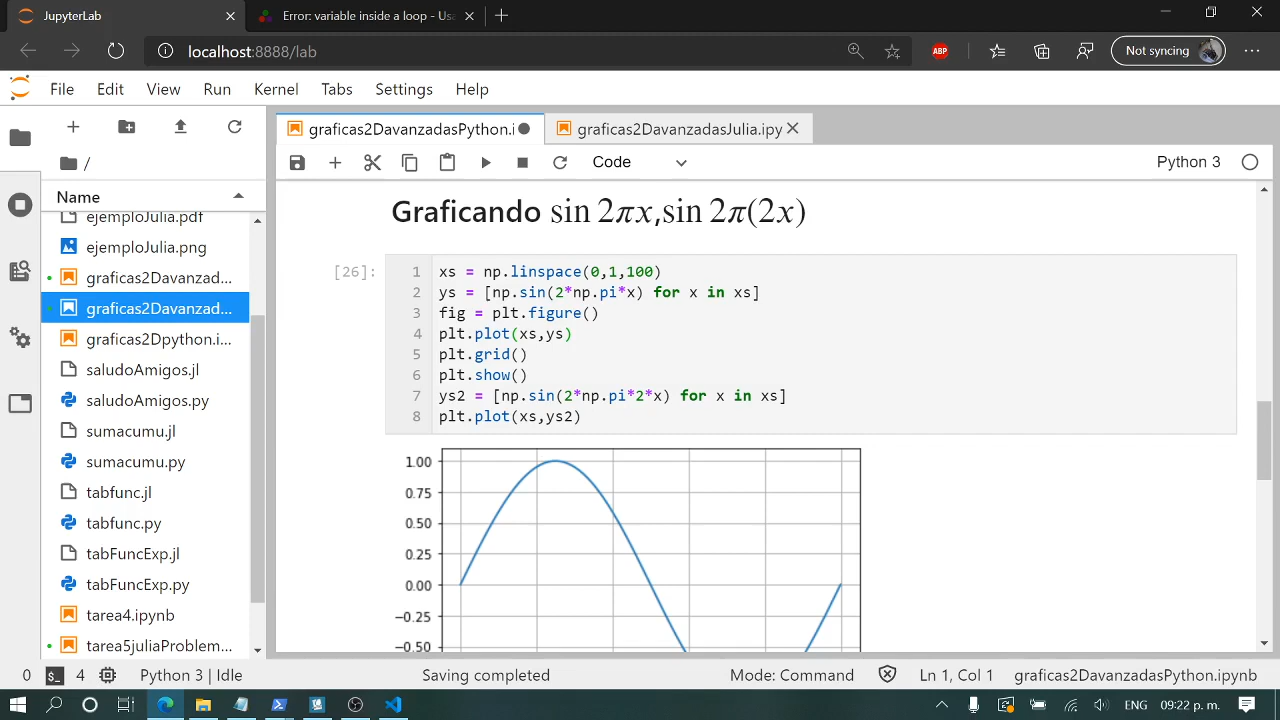 JupyterLab
Error: variable inside a loop - Usa
localhost:8888/lab
ABP
Not syncing
File Edit View Run Kernel Tabs Settings Help
graficas2DavanzadasPython.i
graficas2DavanzadasJulia.ipy
/
Code
Python 3
Name
ejemploJulia.pdf
ejemploJulia.png
graficas2Davanzad...
graficas2Davanzad...
graficas2Dpython.i...
saludoAmigos.jl
saludoAmigos.py
sumacumu.jl
sumacumu.py
tabfunc.jl
tabfunc.py
tabFuncExp.jl
tabFuncExp.py
tarea4.ipynb
tarea5juliaProblem...
Graficando sin 2πx,sin 2π(2x)
[26]:
1 xs = np.linspace(0,1,100)
2 ys = [np.sin(2*np.pi*x) for x in xs]
3 fig = plt.figure()
4 plt.plot(xs,ys)
5 plt.grid()
6 plt.show()
7 ys2 = [np.sin(2*np.pi*2*x) for x in xs]
8 plt.plot(xs,ys2)
1.00
0.75
0.50
0.25
0.00
−0.25
−0.50
0 4 Python 3 | Idle Saving completed Mode: Command Ln 1, Col 1 graficas2DavanzadasPython.ipynb
ENG 09:22 p. m.